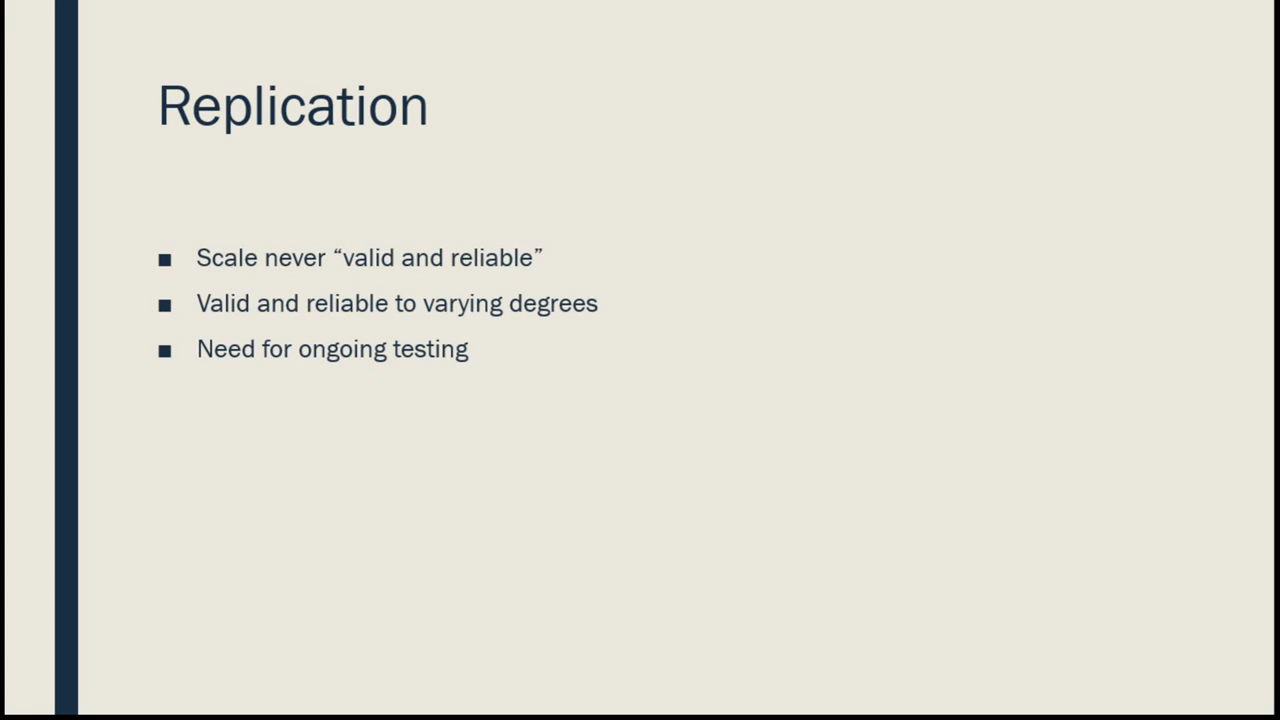 Replication
■ Scale never “valid and reliable”
■ Valid and reliable to varying degrees
■ Need for ongoing testing